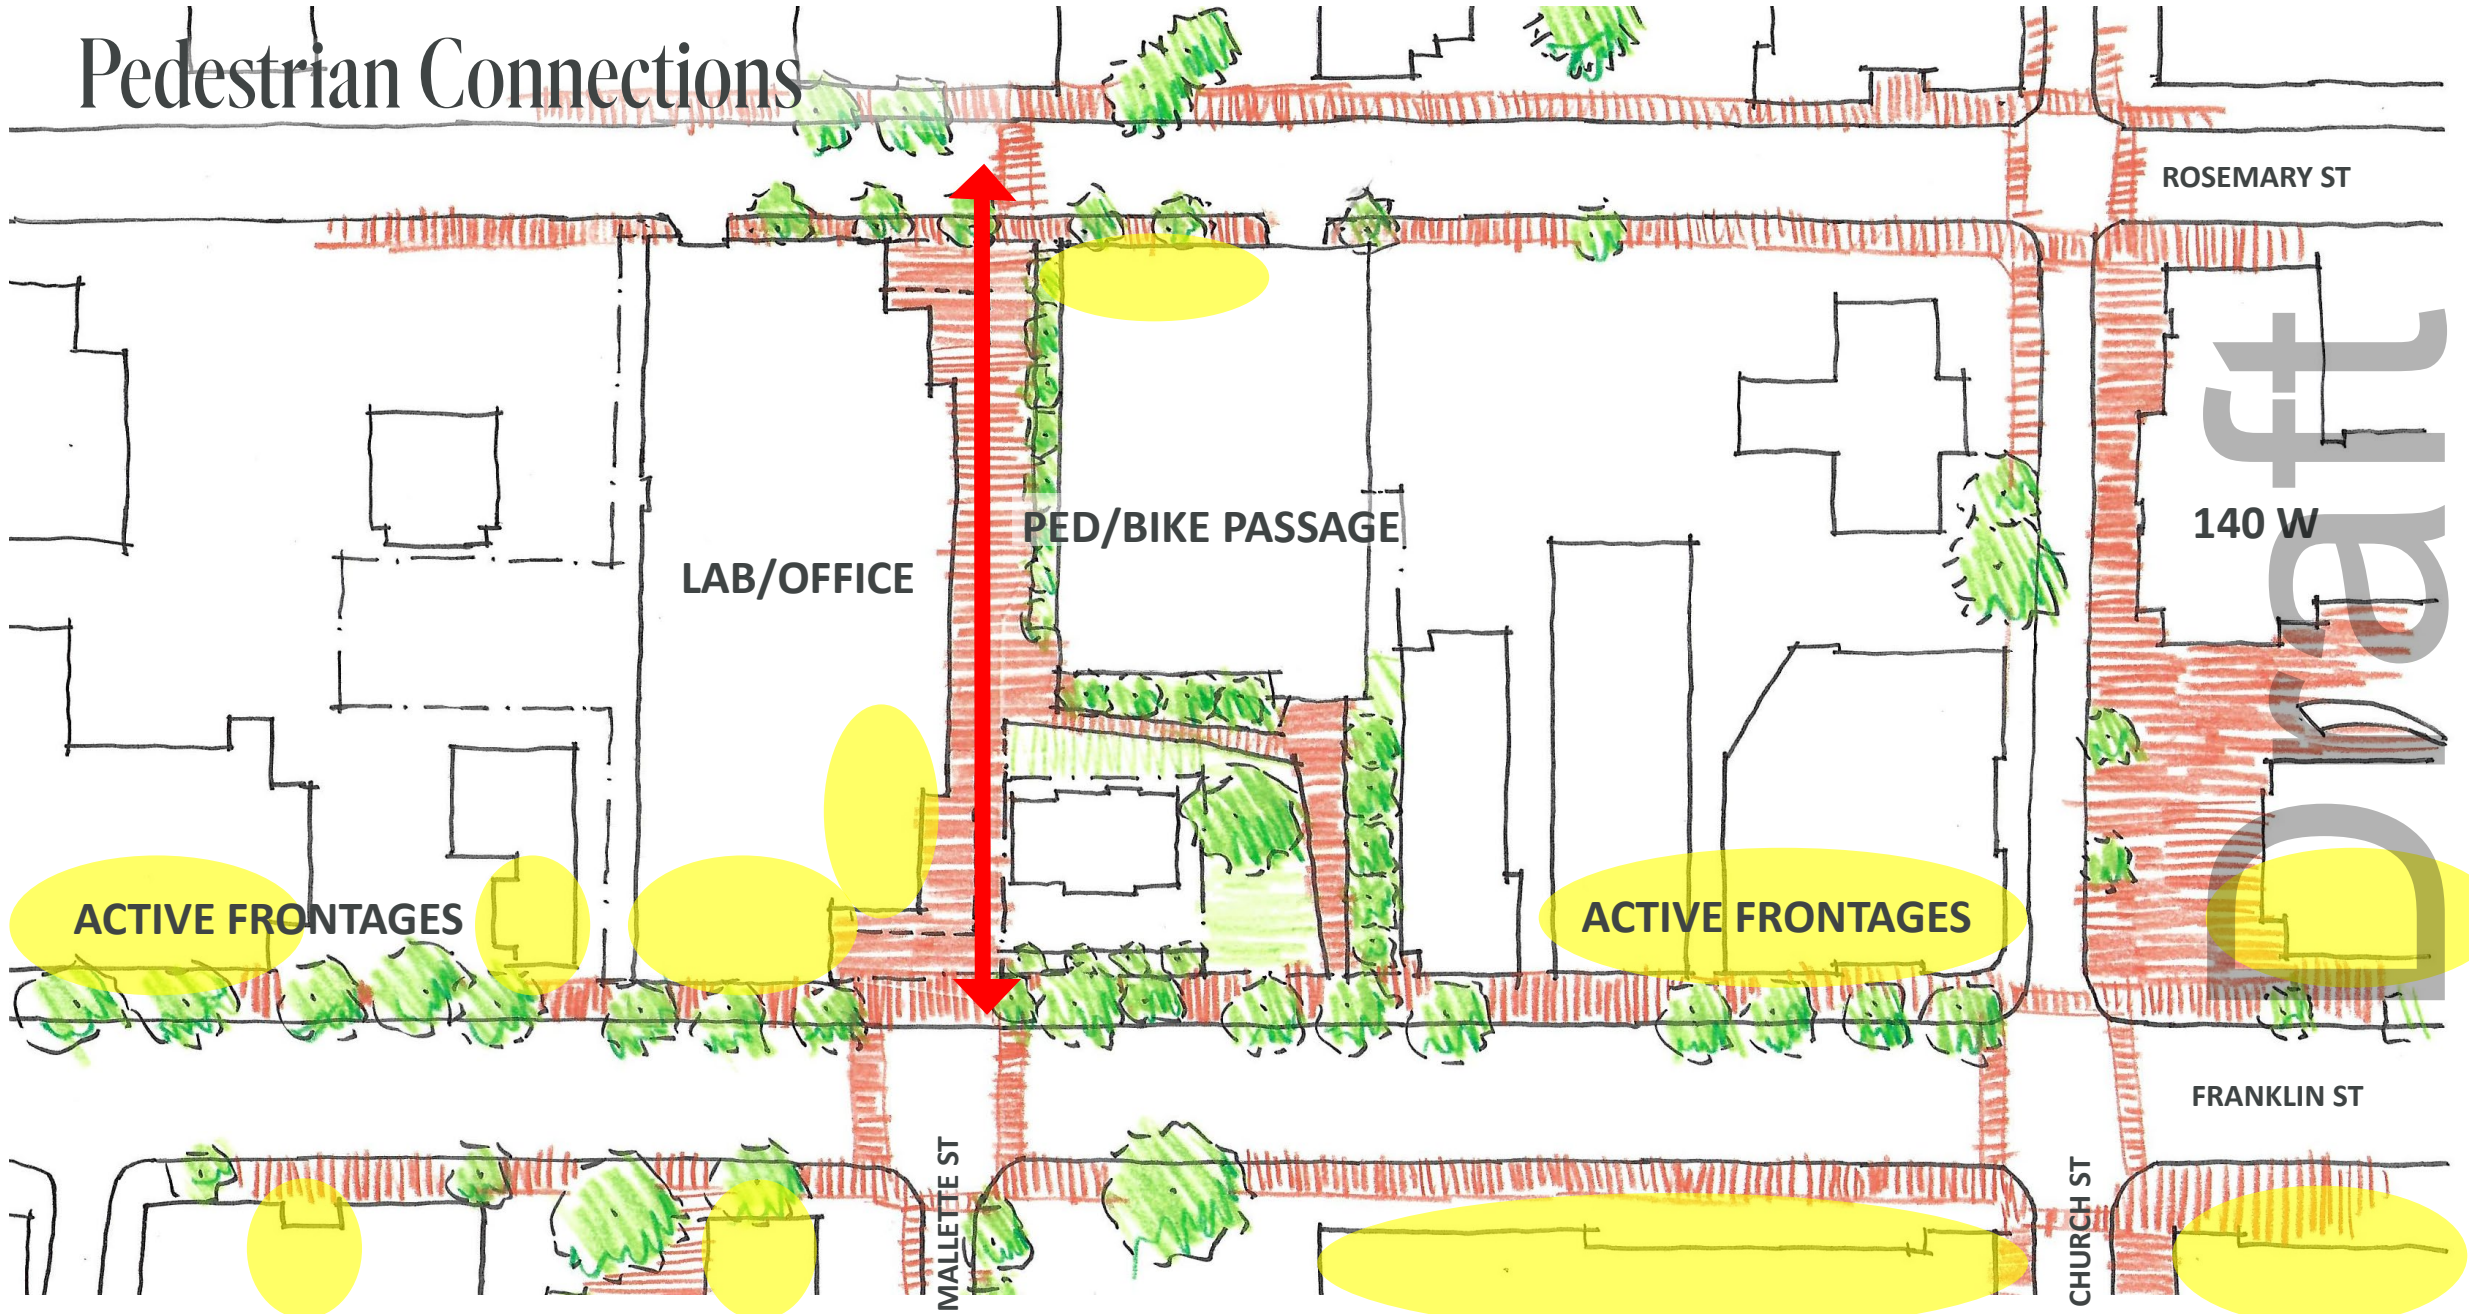 Pedestrian Connections
ROSEMARY ST
PED/BIKE PASSAGE
140 W
LAB/OFFICE
ACTIVE FRONTAGES
ACTIVE FRONTAGES
Draft
FRANKLIN ST
MALLETTE ST
CHURCH ST